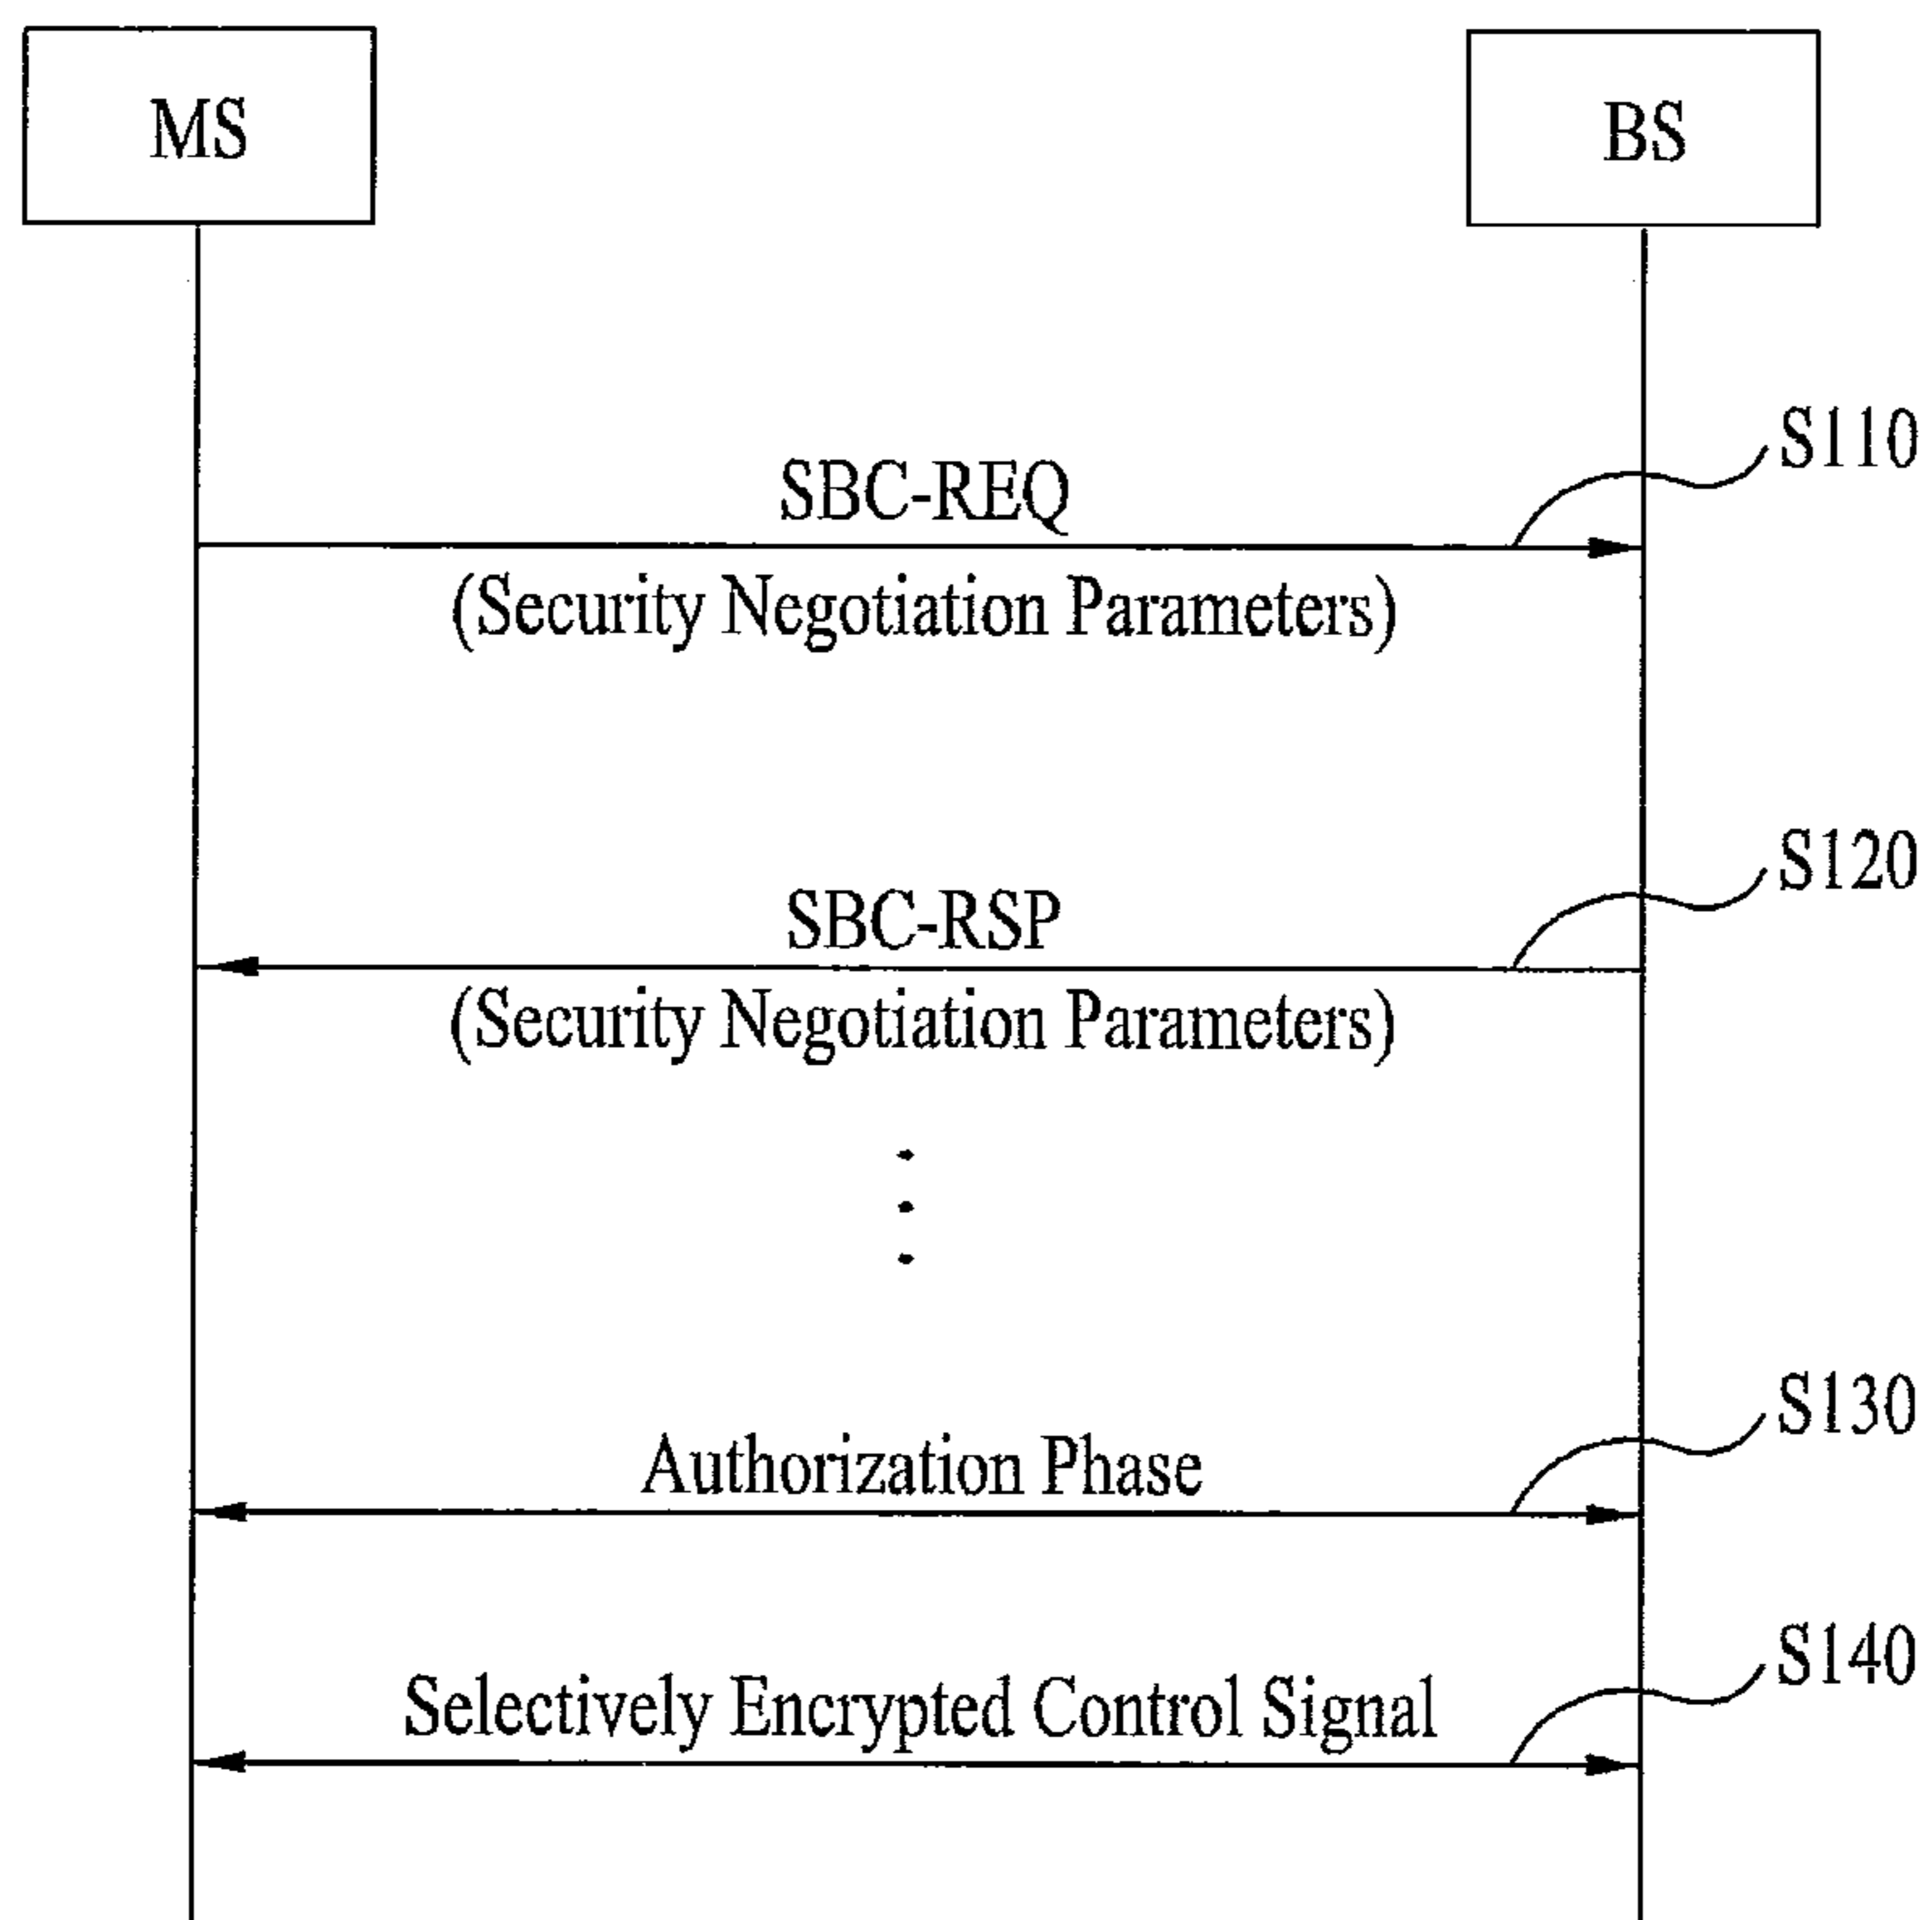 MS
BS
S110
SBC-REQ
(Security Negotiation Parameters)
S120
SBC-RSP
(Security Negotiation Parameters)
S130
Authorization Phase
S140
Selectively Encrypted Control Signal